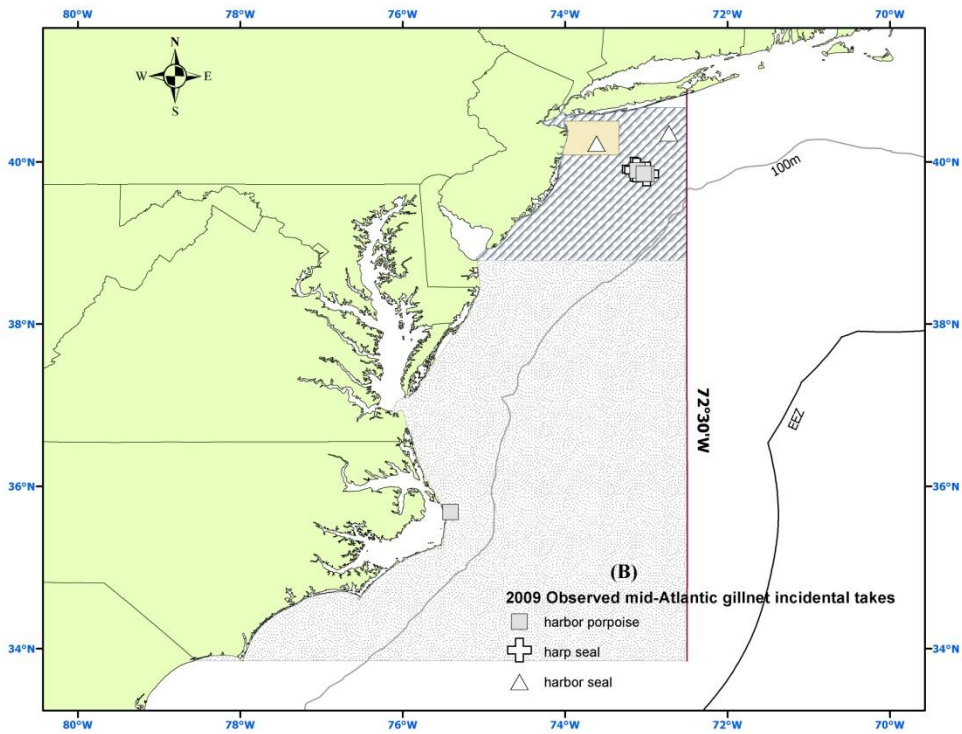 80°W 78°W 76°W 74°W 72°W 70°W
N
W E
S
40°N 40°N
100m
38°N 38°N
72°30'W
EEZ
36°N 36°N
(B)
2009 Observed mid-Atlantic gillnet incidental takes
harbor porpoise
harp seal
34°N 34°N
harbor seal
80°W 78°W 76°W 74°W 72°W 70°W